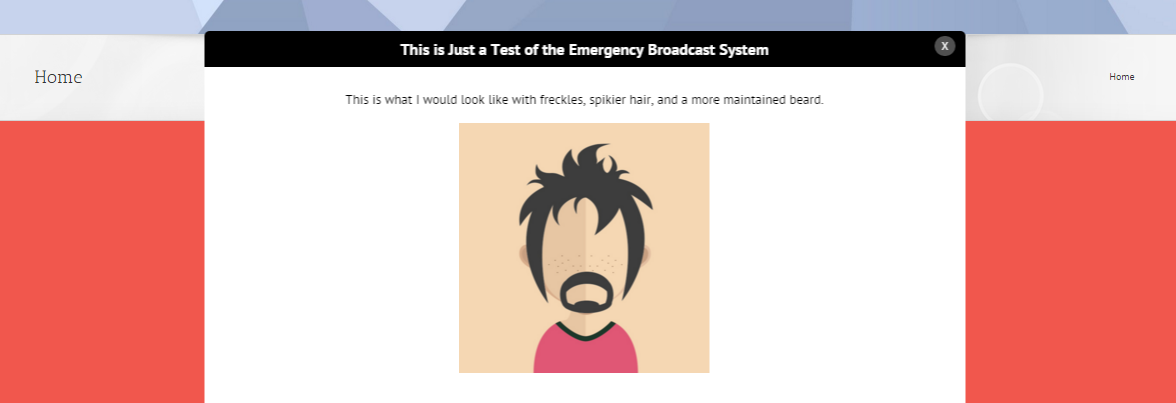 This is Just a Test of the Emergency Broadcast System
X
Home
Home
This is what I would look like with freckles, spikier hair, and a more maintained beard.